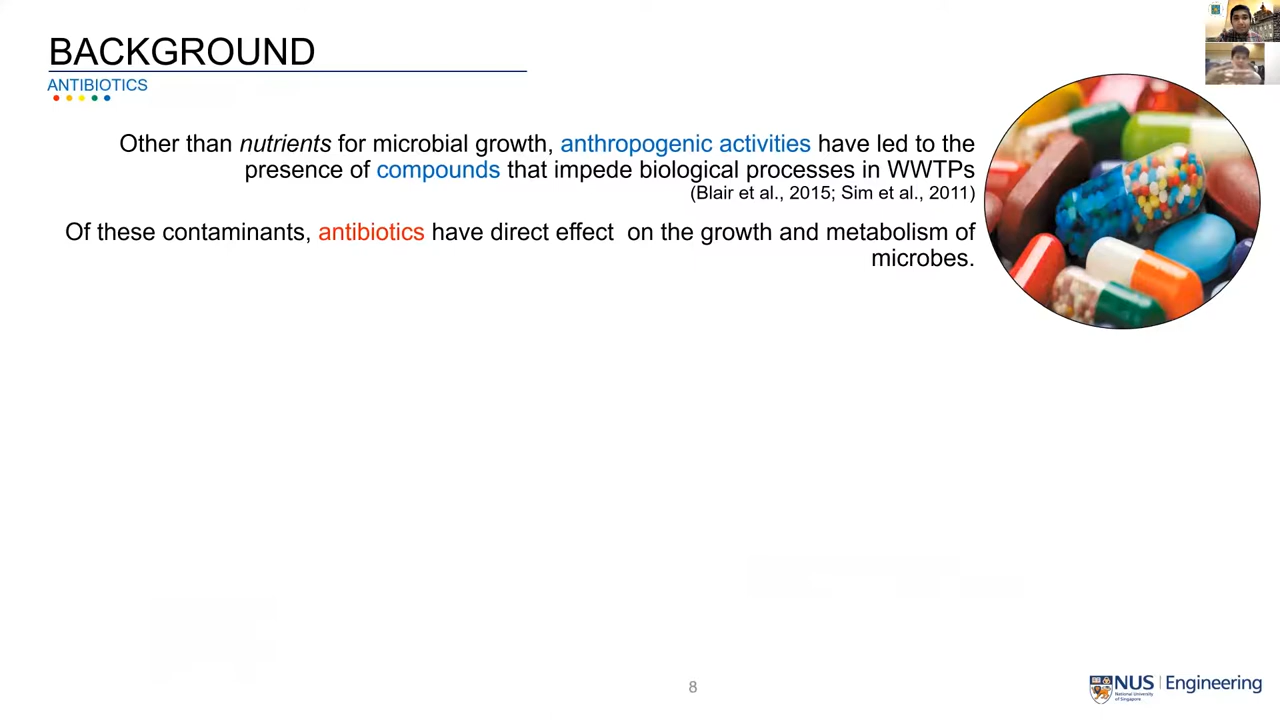 BACKGROUND
ANTIBIOTICS
Other than nutrients for microbial growth, anthropogenic activities have led to the
presence of compounds that impede biological processes in WWTPs
(Blair et al., 2015; Sim et al., 2011)
Of these contaminants, antibiotics have direct effect on the growth and metabolism of
microbes.
8
NUS | Engineering
National University
of Singapore